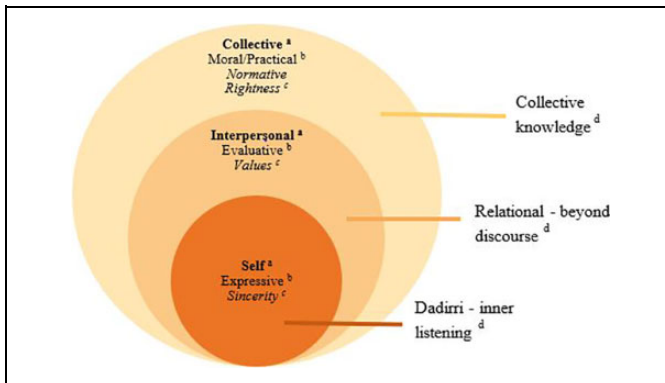 Collective ᵃ
Moral/Practical ᵇ
Normative
Rightness ᶜ
Collective
knowledge ᵈ
Interpersonal ᵃ
Evaluative ᵇ
Values ᶜ
Relational - beyond
discourse ᵈ
Self ᵃ
Expressive ᵇ
Sincerity ᶜ
Dadirri - inner
listening ᵈ